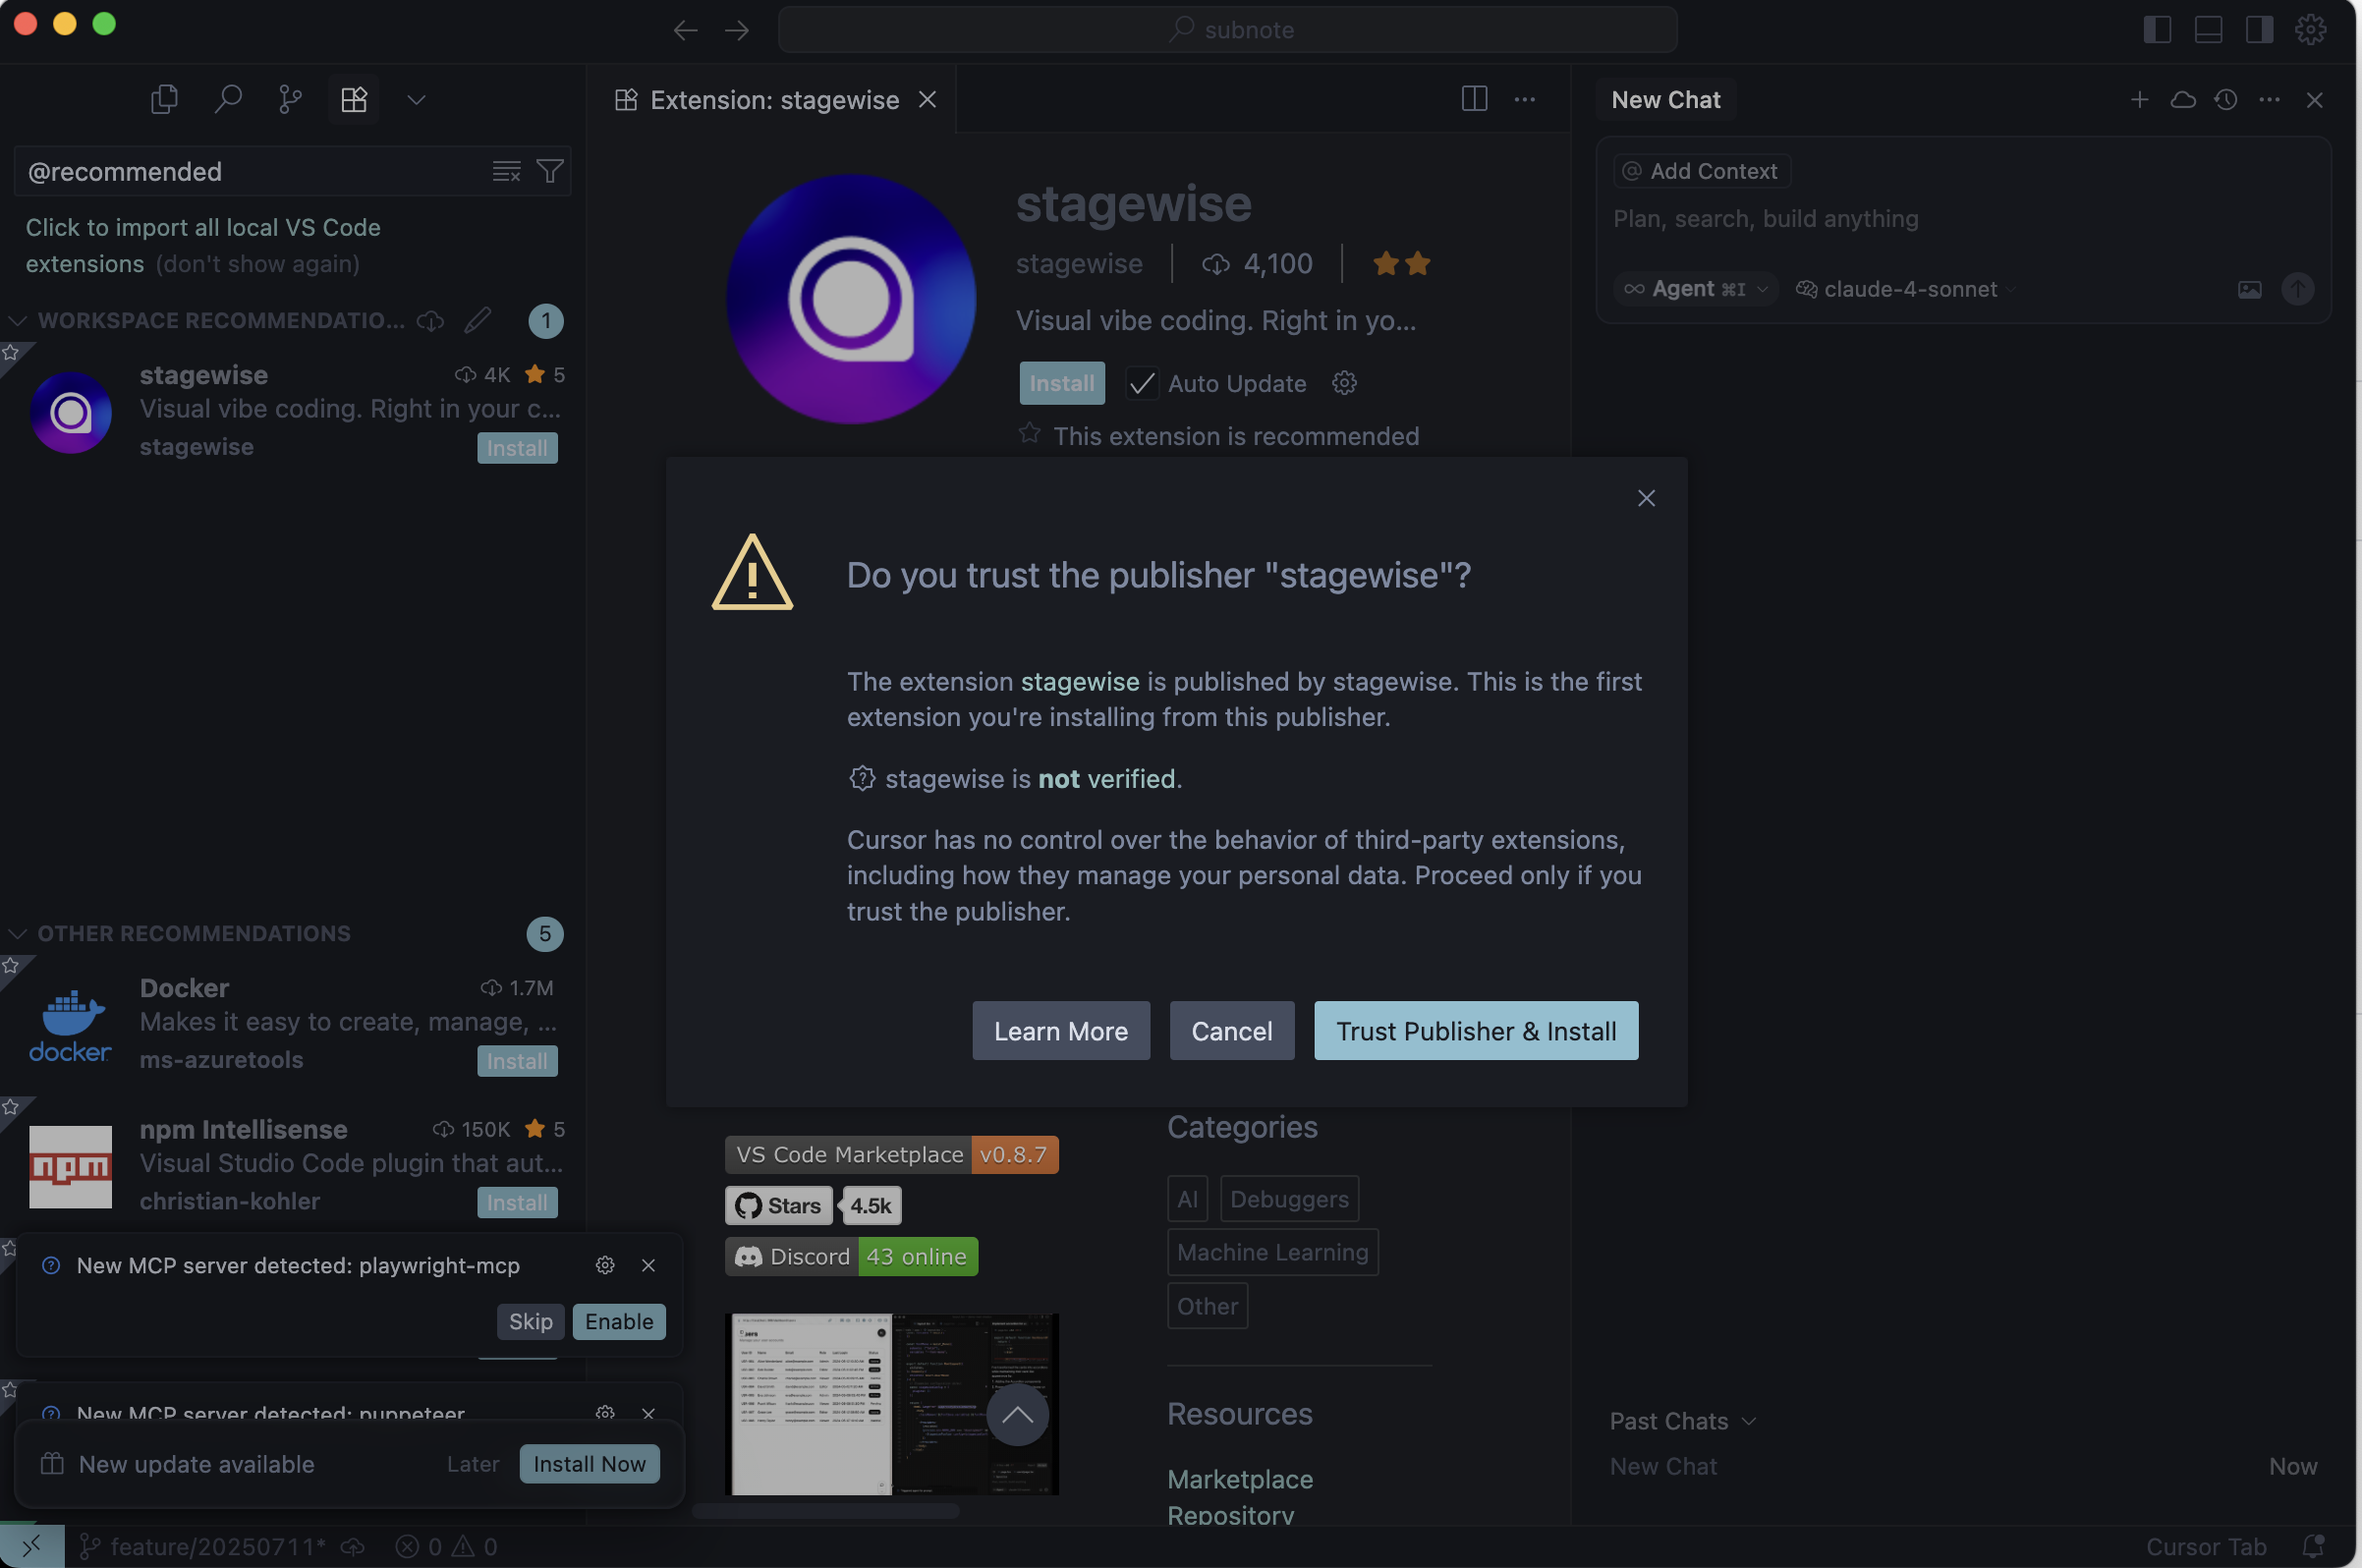 subnote
@recommended
Click to import all local VS Code
extensions (don't show again)
WORKSPACE RECOMMENDATIO... 1
stagewise 4K 5
Visual vibe coding. Right in your c...
stagewise Install
OTHER RECOMMENDATIONS 5
Docker 1.7M
Makes it easy to create, manage, ...
docker
ms-azuretools Install
npm Intellisense 150K 5
Visual Studio Code plugin that aut...
npm
christian-kohler Install
New MCP server detected: playwright-mcp
Skip Enable
New MCP server detected: puppeteer
New update available Later Install Now
Extension: stagewise
stagewise
stagewise 4,100
Visual vibe coding. Right in yo...
Install Auto Update
This extension is recommended
Do you trust the publisher "stagewise"?
The extension stagewise is published by stagewise. This is the first
extension you're installing from this publisher.
stagewise is not verified.
Cursor has no control over the behavior of third-party extensions,
including how they manage your personal data. Proceed only if you
trust the publisher.
Learn More Cancel Trust Publisher & Install
VS Code Marketplace v0.8.7
Stars 4.5k
Discord 43 online
Categories
AI Debuggers
Machine Learning
Other
Resources
Marketplace
Repository
New Chat
@ Add Context
Plan, search, build anything
∞ Agent ⌘I claude-4-sonnet
Past Chats
New Chat Now
feature/20250711* 0 0
Cursor Tab